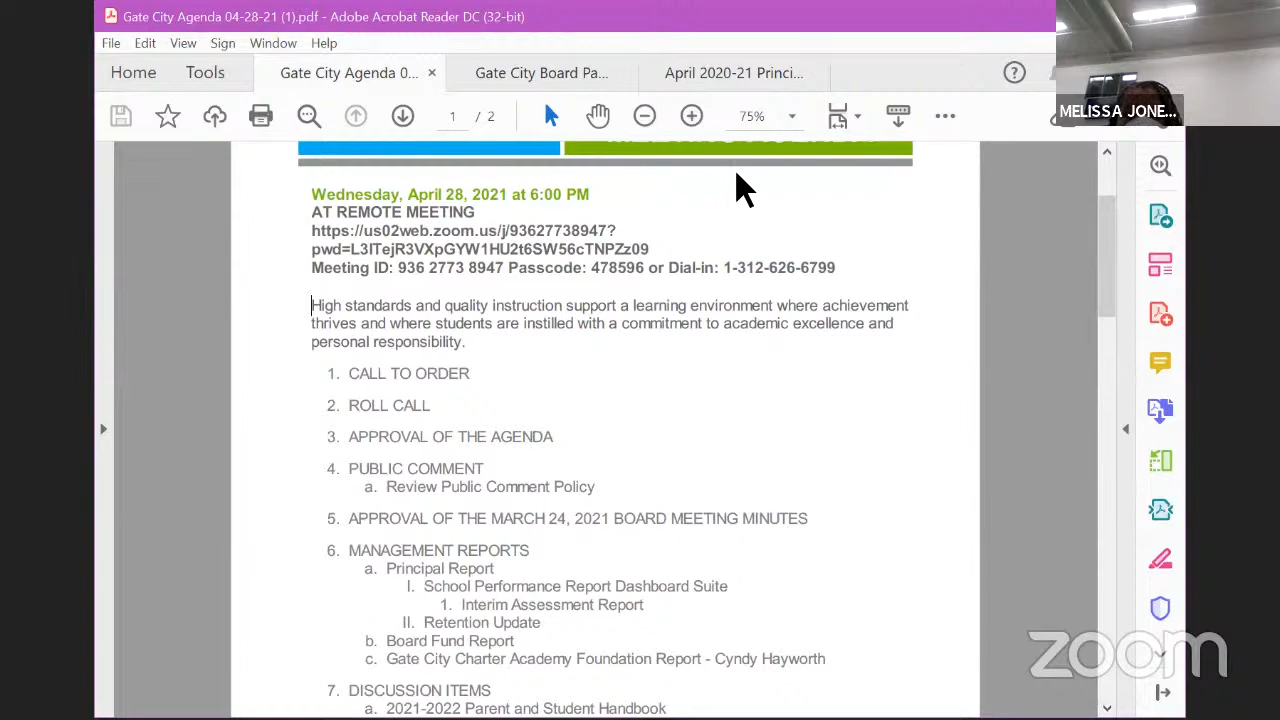 Gate City Agenda 04-28-21 (1).pdf - Adobe Acrobat Reader DC (32-bit)
File Edit View Sign Window Help
Home Tools Gate City Agenda 0... × Gate City Board Pa... April 2020-21 Princi...
1 / 2 75%
MELISSA JONE...
Wednesday, April 28, 2021 at 6:00 PM
AT REMOTE MEETING
https://us02web.zoom.us/j/93627738947?
pwd=L3ITejR3VXpGYW1HU2t6SW56cTNPZz09
Meeting ID: 936 2773 8947 Passcode: 478596 or Dial-in: 1-312-626-6799
High standards and quality instruction support a learning environment where achievement
thrives and where students are instilled with a commitment to academic excellence and
personal responsibility.
1. CALL TO ORDER
2. ROLL CALL
3. APPROVAL OF THE AGENDA
4. PUBLIC COMMENT
a. Review Public Comment Policy
5. APPROVAL OF THE MARCH 24, 2021 BOARD MEETING MINUTES
6. MANAGEMENT REPORTS
a. Principal Report
I. School Performance Report Dashboard Suite
1. Interim Assessment Report
II. Retention Update
b. Board Fund Report
c. Gate City Charter Academy Foundation Report - Cyndy Hayworth
7. DISCUSSION ITEMS
a. 2021-2022 Parent and Student Handbook
zoom